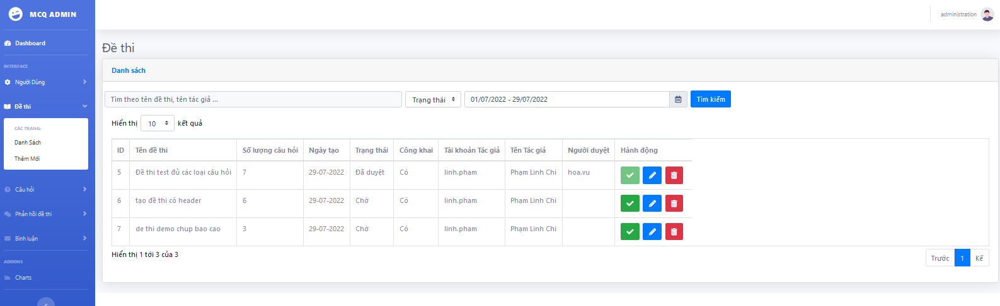 MCQ ADMIN
administration
Dashboard
INTERFACE
Người Dùng
Đề thi
CÁC TRANG:
Danh Sách
Thêm Mới
Câu hỏi
Phản hồi đề thi
Bình luận
ADDONS
Charts
Đề thi
Danh sách
Tìm theo tên đề thi, tên tác giả ... Trạng thái 01/07/2022 - 29/07/2022 Tìm kiếm
Hiển thị 10 kết quả
ID Tên đề thi Số lượng câu hỏi Ngày tạo Trạng thái Công khai Tài khoản Tác giả Tên Tác giả Người duyệt Hành động
5 Đề thi test đủ các loại câu hỏi 7 29-07-2022 Đã duyệt Có linh.pham Phạm Linh Chi hoa.vu
6 tạo đề thi có header 6 29-07-2022 Chờ Có linh.pham Phạm Linh Chi
7 de thi demo chup bao cao 3 29-07-2022 Chờ Có linh.pham Phạm Linh Chi
Hiển thị 1 tới 3 của 3
Trước 1 Kế